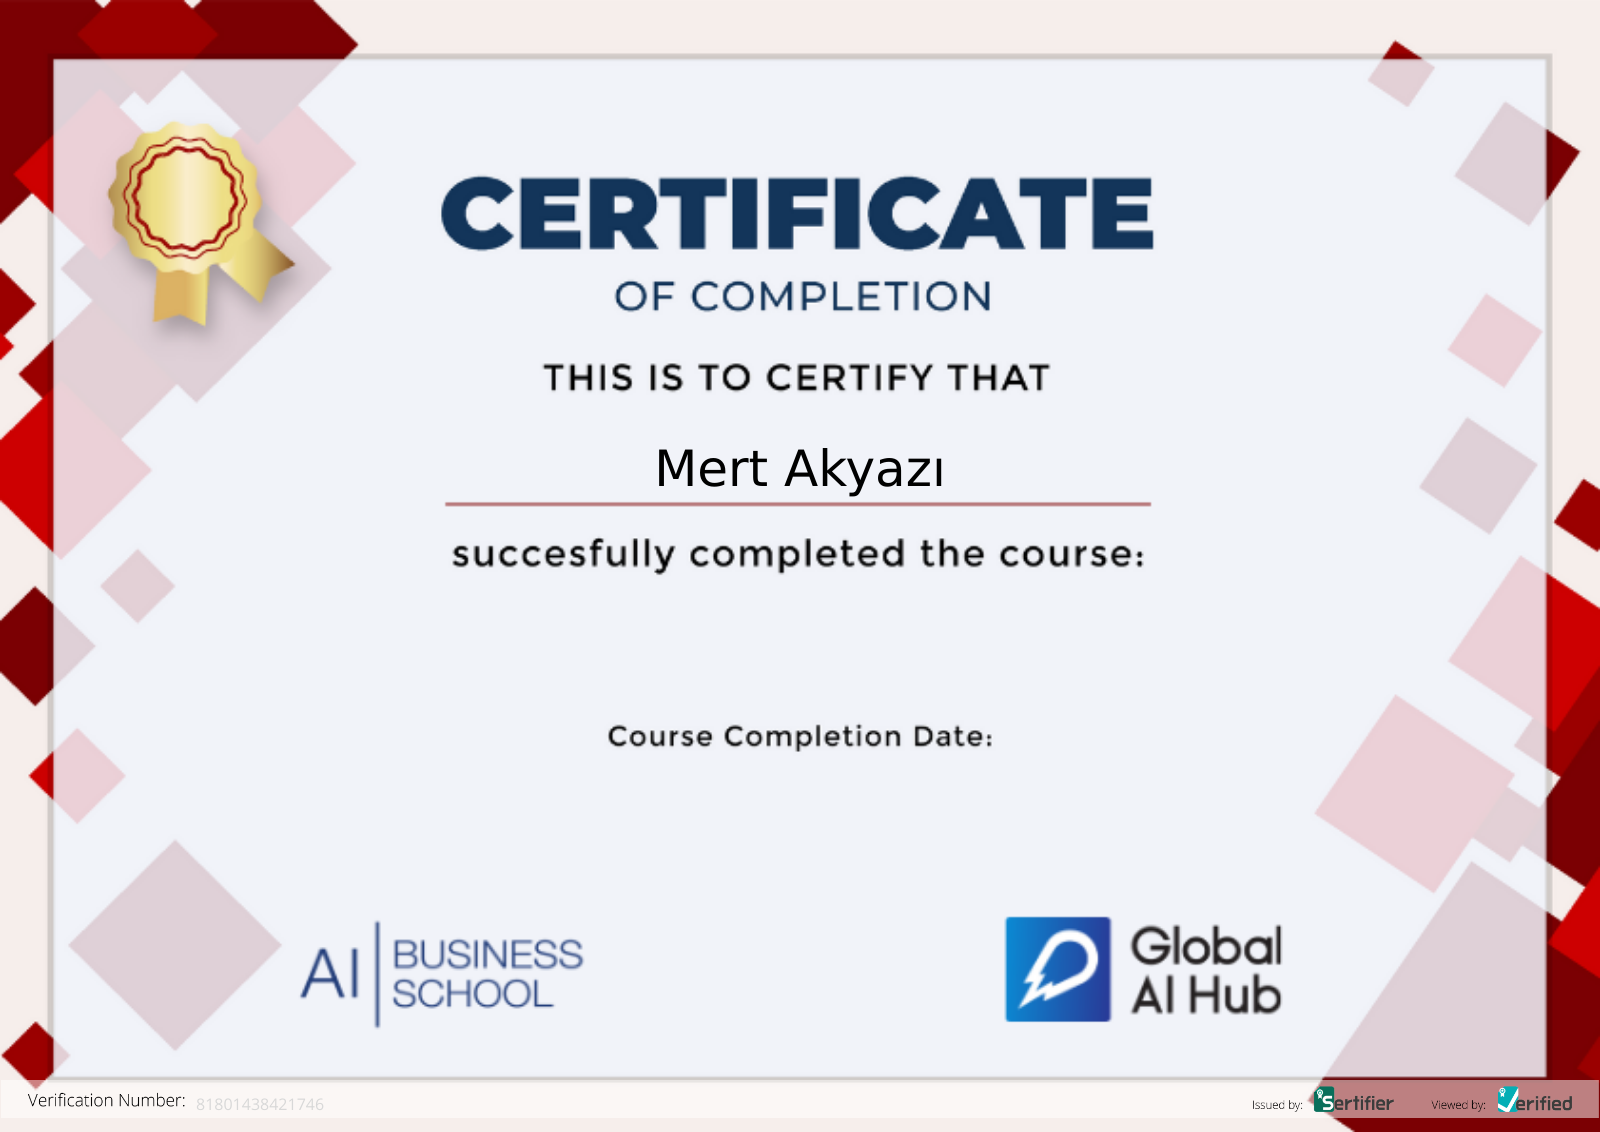 CERTIFICATE
OF COMPLETION
THIS IS TO CERTIFY THAT
Mert Akyazı
succesfully completed the course:
Course Completion Date:
AI BUSINESS SCHOOL
Global
AI Hub
Verification Number: 81801438421746
Issued by: Sertifier Viewed by: Verified